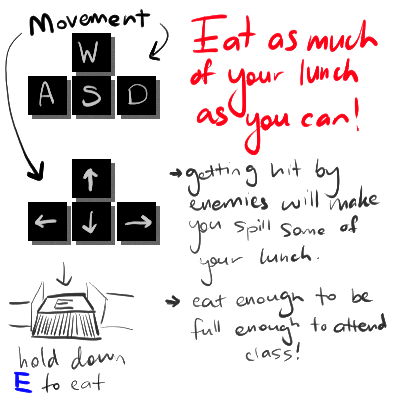 Movement
W
A S D
↑
← ↓ →
E
hold down
E to eat
Eat as much
of your lunch
as you can!
→ getting hit by
enemies will make
you spill some of
your lunch.
→ eat enough to be
full enough to attend
class!